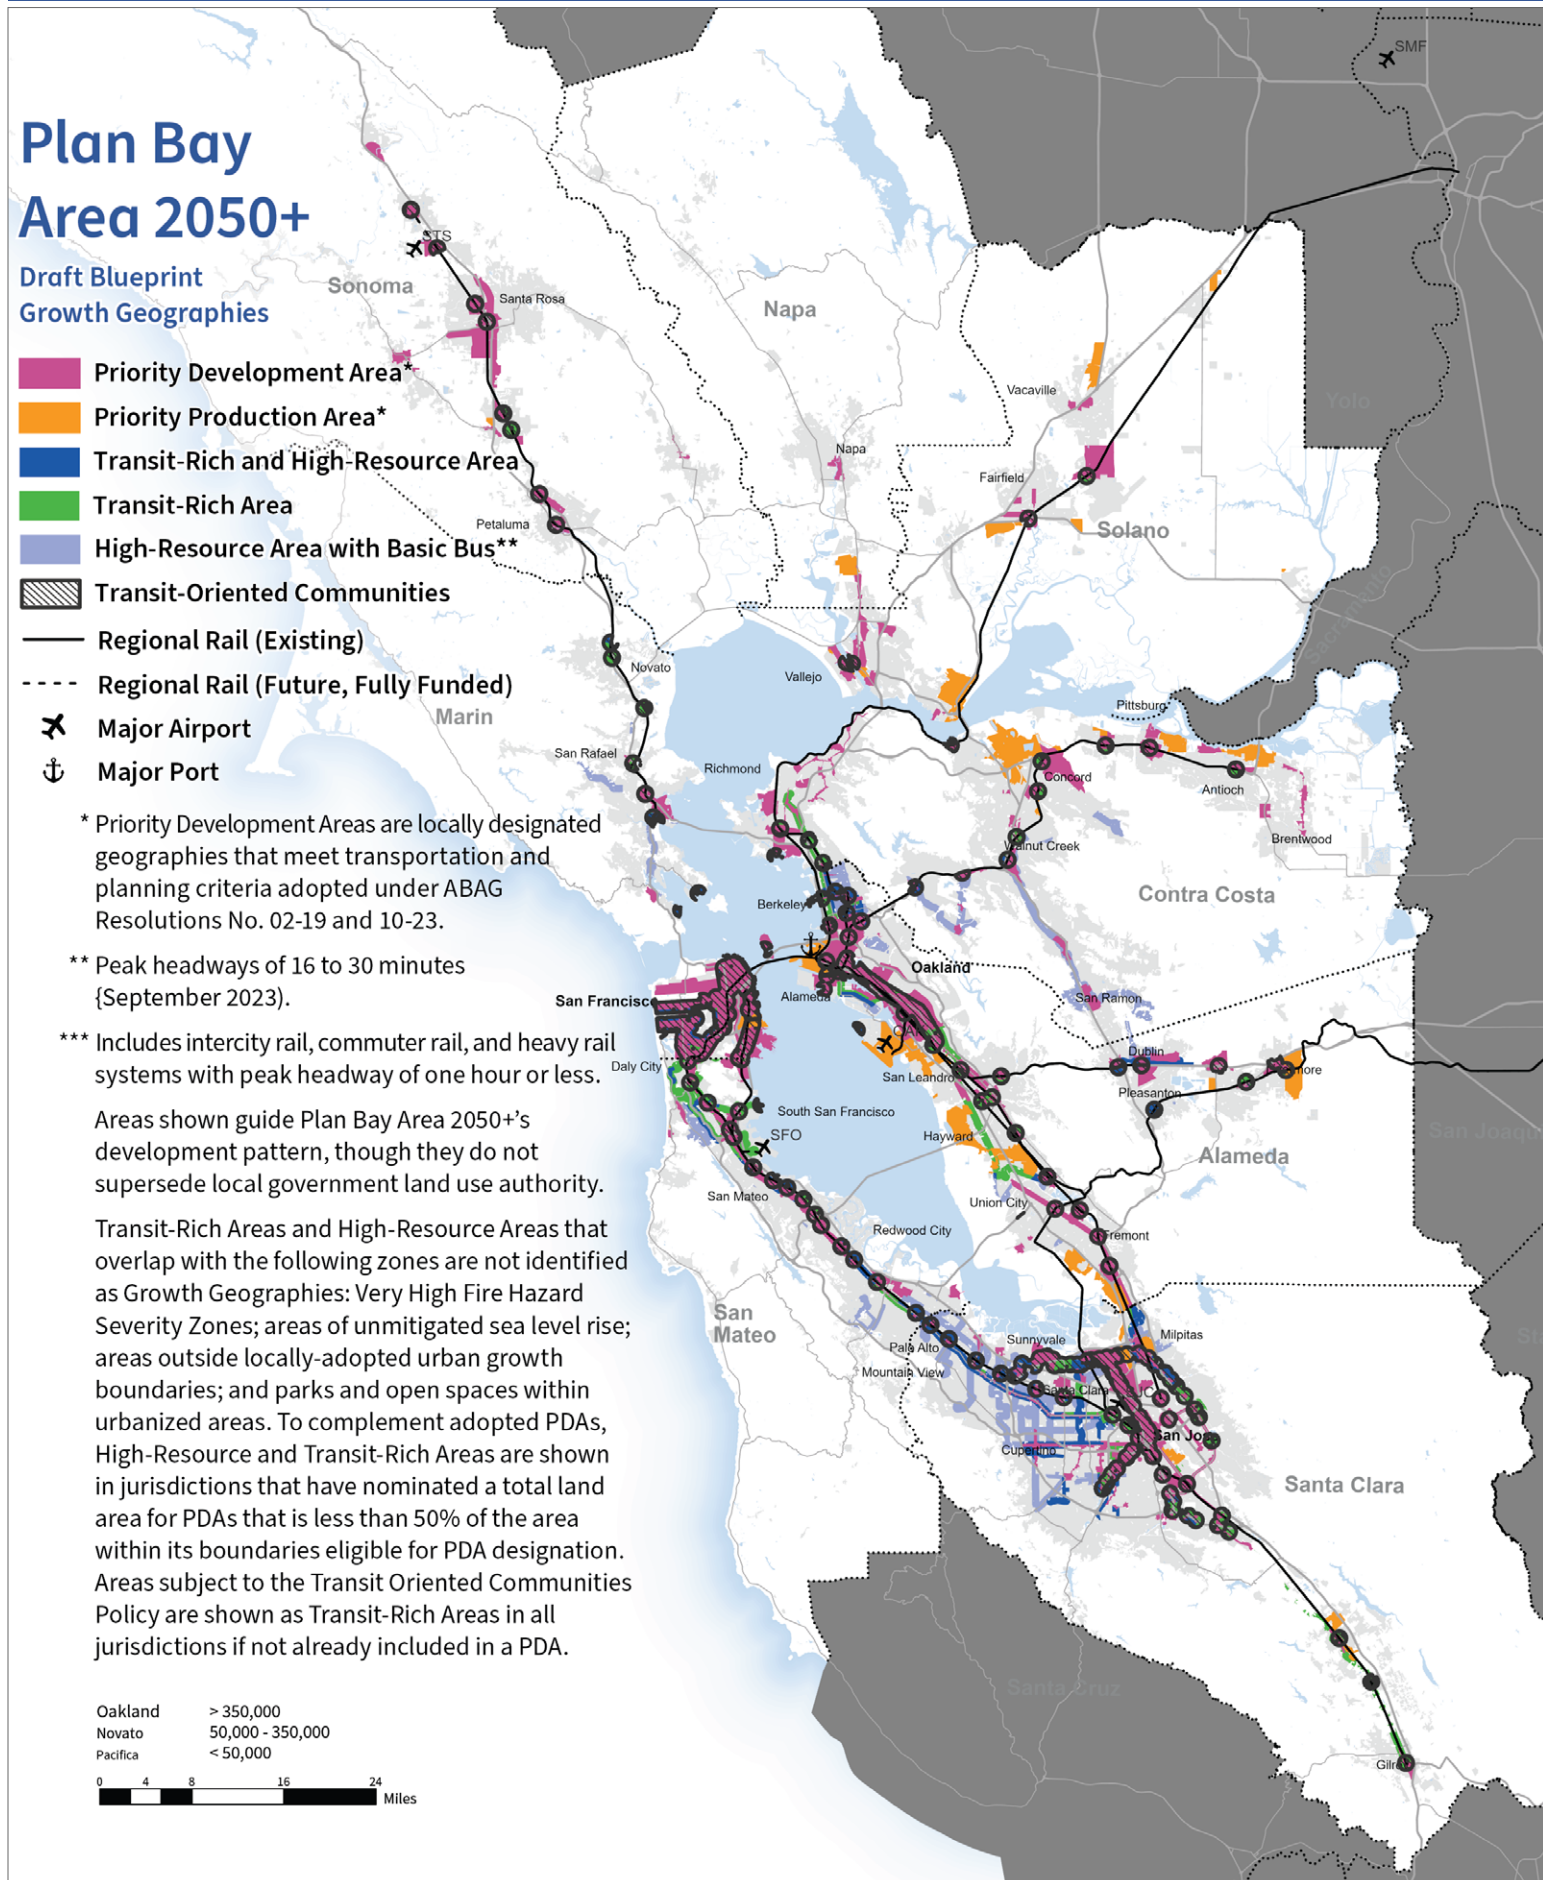 Plan Bay
Area 2050+
Draft Blueprint
Growth Geographies
Priority Development Area*
Priority Production Area*
Transit-Rich and High-Resource Area
Transit-Rich Area
High-Resource Area with Basic Bus**
Transit-Oriented Communities
Regional Rail (Existing)
Regional Rail (Future, Fully Funded)
Major Airport
Major Port
* Priority Development Areas are locally designated
geographies that meet transportation and
planning criteria adopted under ABAG
Resolutions No. 02-19 and 10-23.
** Peak headways of 16 to 30 minutes
{September 2023).
*** Includes intercity rail, commuter rail, and heavy rail
systems with peak headway of one hour or less.
Areas shown guide Plan Bay Area 2050+’s
development pattern, though they do not
supersede local government land use authority.
Transit-Rich Areas and High-Resource Areas that
overlap with the following zones are not identified
as Growth Geographies: Very High Fire Hazard
Severity Zones; areas of unmitigated sea level rise;
areas outside locally-adopted urban growth
boundaries; and parks and open spaces within
urbanized areas. To complement adopted PDAs,
High-Resource and Transit-Rich Areas are shown
in jurisdictions that have nominated a total land
area for PDAs that is less than 50% of the area
within its boundaries eligible for PDA designation.
Areas subject to the Transit Oriented Communities
Policy are shown as Transit-Rich Areas in all
jurisdictions if not already included in a PDA.
Oakland > 350,000
Novato 50,000 - 350,000
Pacifica < 50,000
0 4 8 16 24
Miles
SMF
STS
Sonoma
Santa Rosa
Napa
Vacaville
Yolo
Napa
Fairfield
Solano
Petaluma
Sacramento
Novato
Vallejo
Marin
Pittsburg
San Rafael
Richmond
Concord
Antioch
Brentwood
Walnut Creek
Contra Costa
Berkeley
Oakland
Alameda
San Ramon
San Francisco
Daly City
Dublin
San Leandro
Pleasanton
South San Francisco
SFO
Hayward
San Joaqu
Alameda
San Mateo
Union City
Redwood City
Fremont
San
Mateo
Sunnyvale
Milpitas
St
Palo Alto
Mountain View
Santa Clara
San Jose
Cupertino
Santa Clara
Santa Cruz
Gilro